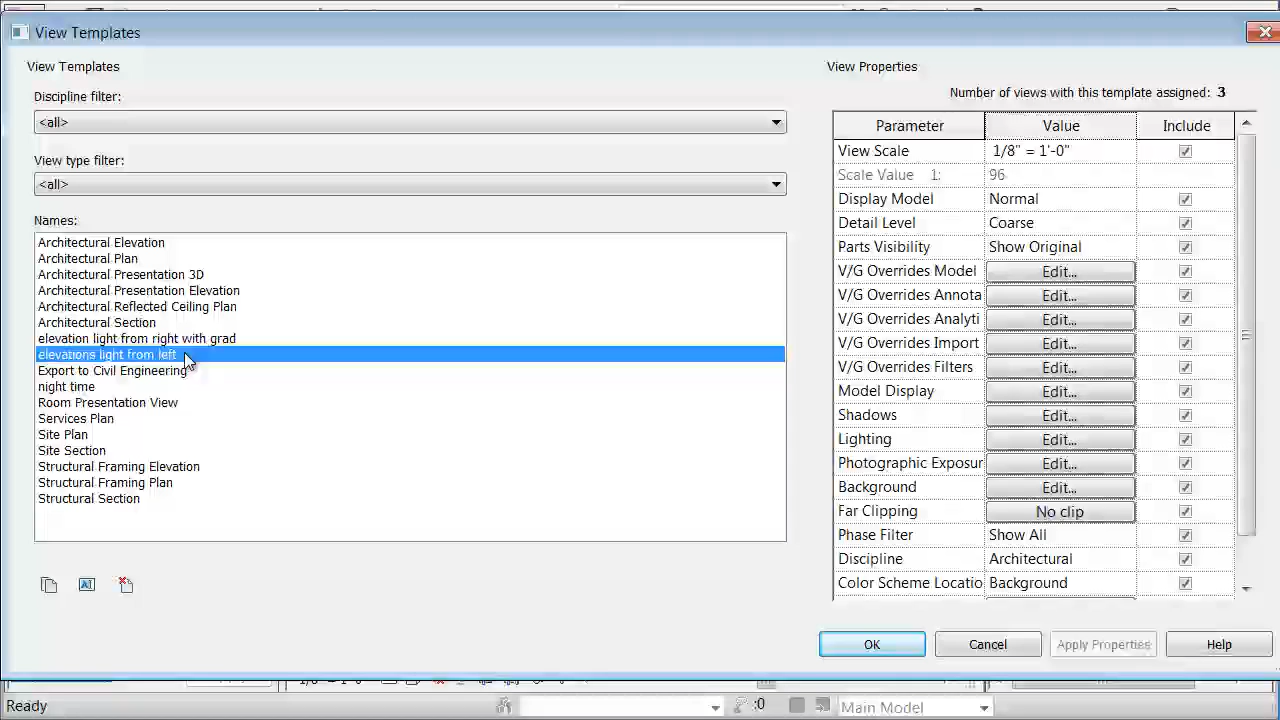 View Templates
View Templates
View Properties
Number of views with this template assigned: 3
Discipline filter:
<all>
View type filter:
<all>
Names:
Architectural Elevation
Architectural Plan
Architectural Presentation 3D
Architectural Presentation Elevation
Architectural Reflected Ceiling Plan
Architectural Section
elevation light from right with grad
elevations light from left
Export to Civil Engineering
night time
Room Presentation View
Services Plan
Site Plan
Site Section
Structural Framing Elevation
Structural Framing Plan
Structural Section
Parameter Value Include
View Scale 1/8" = 1'-0"
Scale Value 1: 96
Display Model Normal
Detail Level Coarse
Parts Visibility Show Original
V/G Overrides Model Edit...
V/G Overrides Annota Edit...
V/G Overrides Analyti Edit...
V/G Overrides Import Edit...
V/G Overrides Filters Edit...
Model Display Edit...
Shadows Edit...
Lighting Edit...
Photographic Exposur Edit...
Background Edit...
Far Clipping No clip
Phase Filter Show All
Discipline Architectural
Color Scheme Locatio Background
OK Cancel Apply Properties Help
Ready :0 Main Model